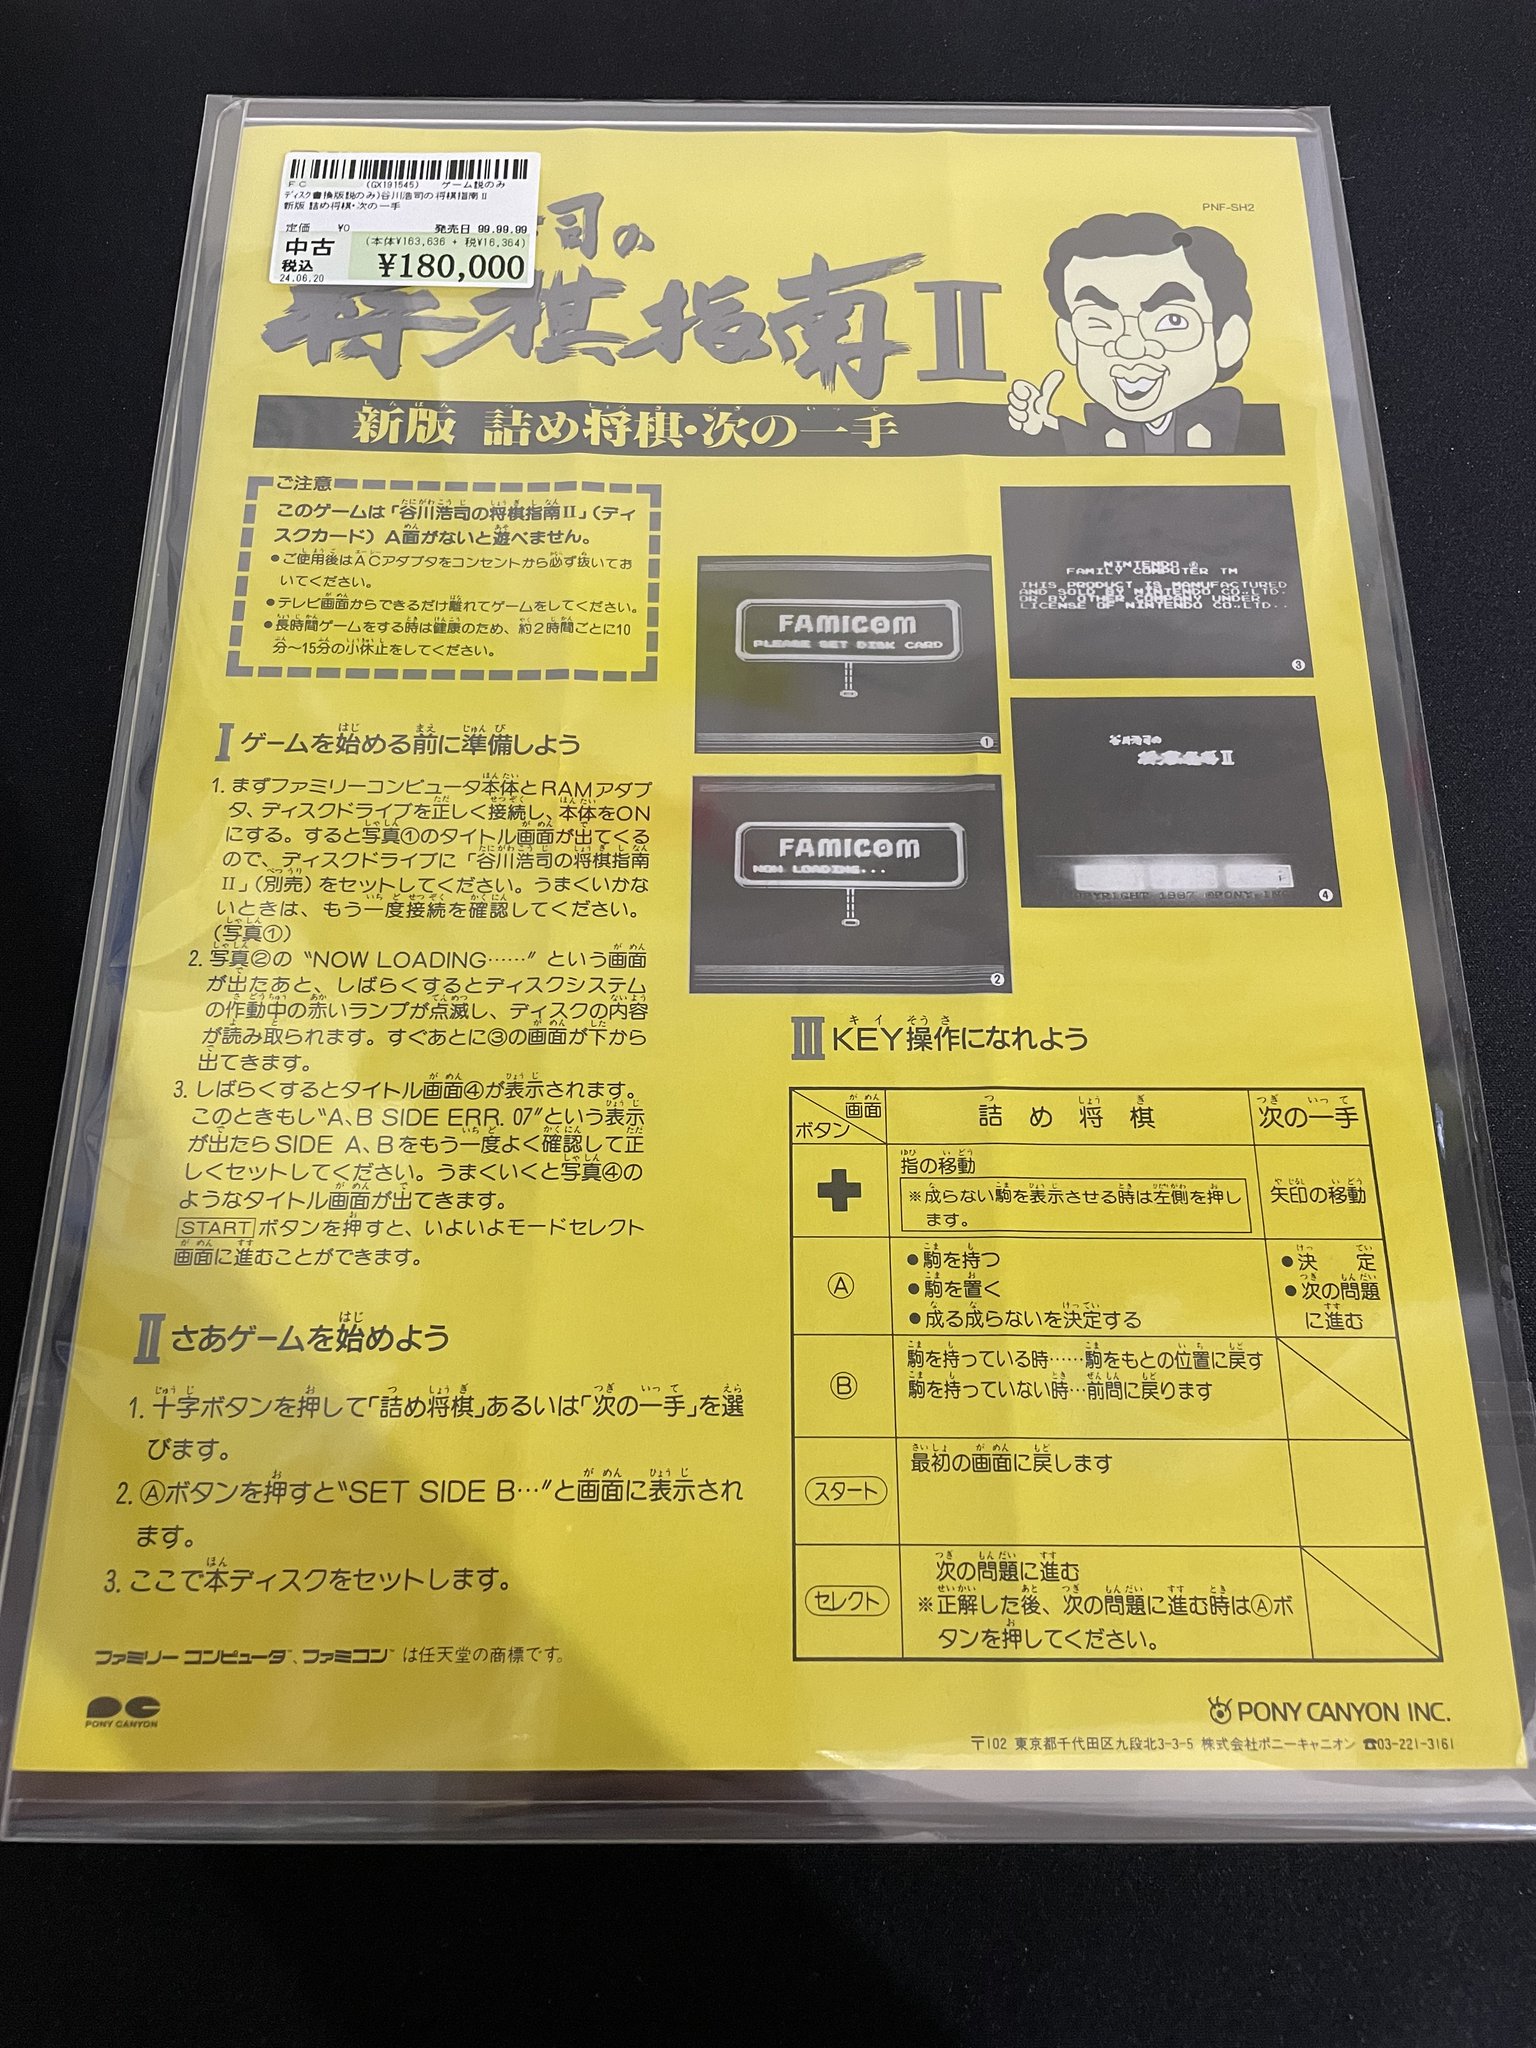 FC (GX191545) ゲーム説のみ
ディスク書換版説のみ)谷川浩司の将棋指南Ⅱ
新版 詰め将棋・次の一手
定価 ¥0 発売日 99.99.99
中古 (本体¥163,636 + 税¥16,364)
税込 ¥180,000
24.06.20
PNF-SH2
司の
将棋指南Ⅱ
新版 詰め将棋・次の一手
ご注意
このゲームは「谷川浩司の将棋指南Ⅱ」(ディ
スクカード) A面がないと遊べません。
●ご使用後はACアダプタをコンセントから必ず抜いてお
いてください。
●テレビ画面からできるだけ離れてゲームをしてください。
●長時間ゲームをする時は健康のため、約2時間ごとに10
分〜15分の小休止をしてください。
FAMICOM
PLEASE SET DISK CARD
①
FAMICOM
NOW LOADING...
②
NINTENDO ®
FAMILY COMPUTER TM
THIS PRODUCT IS MANUFACTURED
AND SOLD BY NINTENDO CO.,LTD.
OR BY OTHER COMPANY UNDER
LICENSE OF NINTENDO CO.,LTD..
③
谷川浩司の
将棋指南Ⅱ
COPYRIGHT 1987 @PONY-INC
④
Ⅰ ゲームを始める前に準備しよう
1. まずファミリーコンピュータ本体とRAMアダプ
タ、ディスクドライブを正しく接続し、本体をON
にする。すると写真①のタイトル画面が出てくる
ので、ディスクドライブに「谷川浩司の将棋指南
Ⅱ」(別売)をセットしてください。うまくいかな
いときは、もう一度接続を確認してください。
(写真①)
2. 写真②の “NOW LOADING……” という画面
が出たあと、しばらくするとディスクシステム
の作動中の赤いランプが点滅し、ディスクの内容
が読み取られます。すぐあとに③の画面が下から
出てきます。
3. しばらくするとタイトル画面④が表示されます。
このときもし“A、B SIDE ERR. 07”という表示
が出たらSIDE A、Bをもう一度よく確認して正
しくセットしてください。うまくいくと写真④の
ようなタイトル画面が出てきます。
STARTボタンを押すと、いよいよモードセレクト
画面に進むことができます。
Ⅱ さあゲームを始めよう
1. 十字ボタンを押して「詰め将棋」あるいは「次の一手」を選
びます。
2. Ⓐボタンを押すと“SET SIDE B…”と画面に表示され
ます。
3. ここで本ディスクをセットします。
Ⅲ KEY操作になれよう
画面
ボタン
詰め将棋
次の一手
指の移動
※成らない駒を表示させる時は左側を押し
ます。
矢印の移動
Ⓐ
●駒を持つ
●駒を置く
●成る成らないを決定する
●決定
●次の問題
に進む
Ⓑ
駒を持っている時……駒をもとの位置に戻す
駒を持っていない時…前問に戻ります
スタート
最初の画面に戻します
セレクト
次の問題に進む
※正解した後、次の問題に進む時はⒶボ
タンを押してください。
ファミリーコンピュータ™、ファミコン™は任天堂の商標です。
PC
PONY CANYON
PONY CANYON INC.
〒102 東京都千代田区九段北3-3-5 株式会社ポニーキャニオン ☎03-221-3161